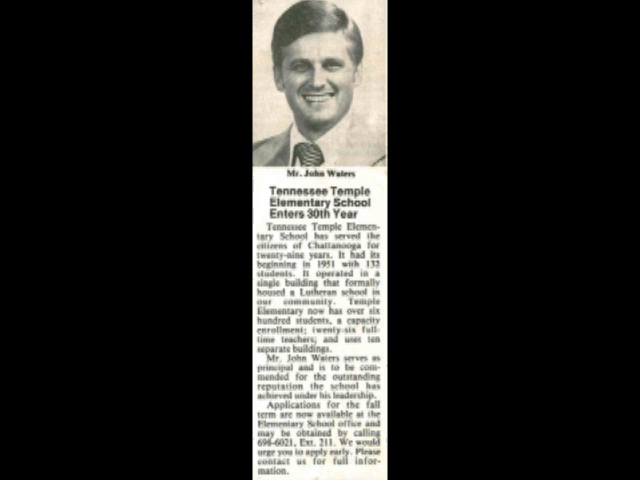 Mr. John Waters
Tennessee Temple
Elementary School
Enters 30th Year
Tennessee Temple Elemen-
tary School has served the
citizens of Chattanooga for
twenty-nine years. It had its
beginning in 1951 with 132
students. It operated in a
single building that formally
housed a Lutheran school in
our community. Temple
Elementary now has over six
hundred students, a capacity
enrollment; twenty-six full-
time teachers; and uses ten
separate buildings.
Mr. John Waters serves as
principal and is to be com-
mended for the outstanding
reputation the school has
achieved under his leadership.
Applications for the fall
term are now available at the
Elementary School office and
may be obtained by calling
698-6021, Ext. 211. We would
urge you to apply early. Please
contact us for full infor-
mation.